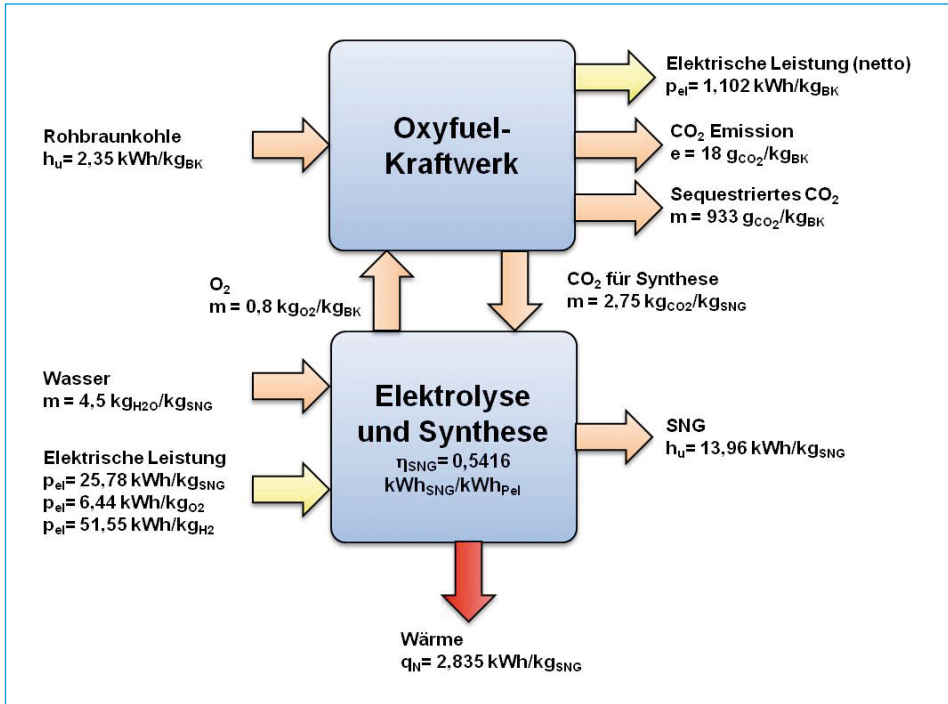 Oxyfuel-
Kraftwerk
Rohbraunkohle
hu= 2,35 kWh/kgBK
Elektrische Leistung (netto)
pel= 1,102 kWh/kgBK
CO2 Emission
e = 18 gCO2/kgBK
Sequestriertes CO2
m = 933 gCO2/kgBK
O2
m = 0,8 kgO2/kgBK
CO2 für Synthese
m = 2,75 kgCO2/kgSNG
Wasser
m = 4,5 kgH2O/kgSNG
Elektrische Leistung
pel= 25,78 kWh/kgSNG
pel= 6,44 kWh/kgO2
pel= 51,55 kWh/kgH2
Elektrolyse
und Synthese
ηSNG= 0,5416
kWhSNG/kWhPel
SNG
hu= 13,96 kWh/kgSNG
Wärme
qN= 2,835 kWh/kgSNG